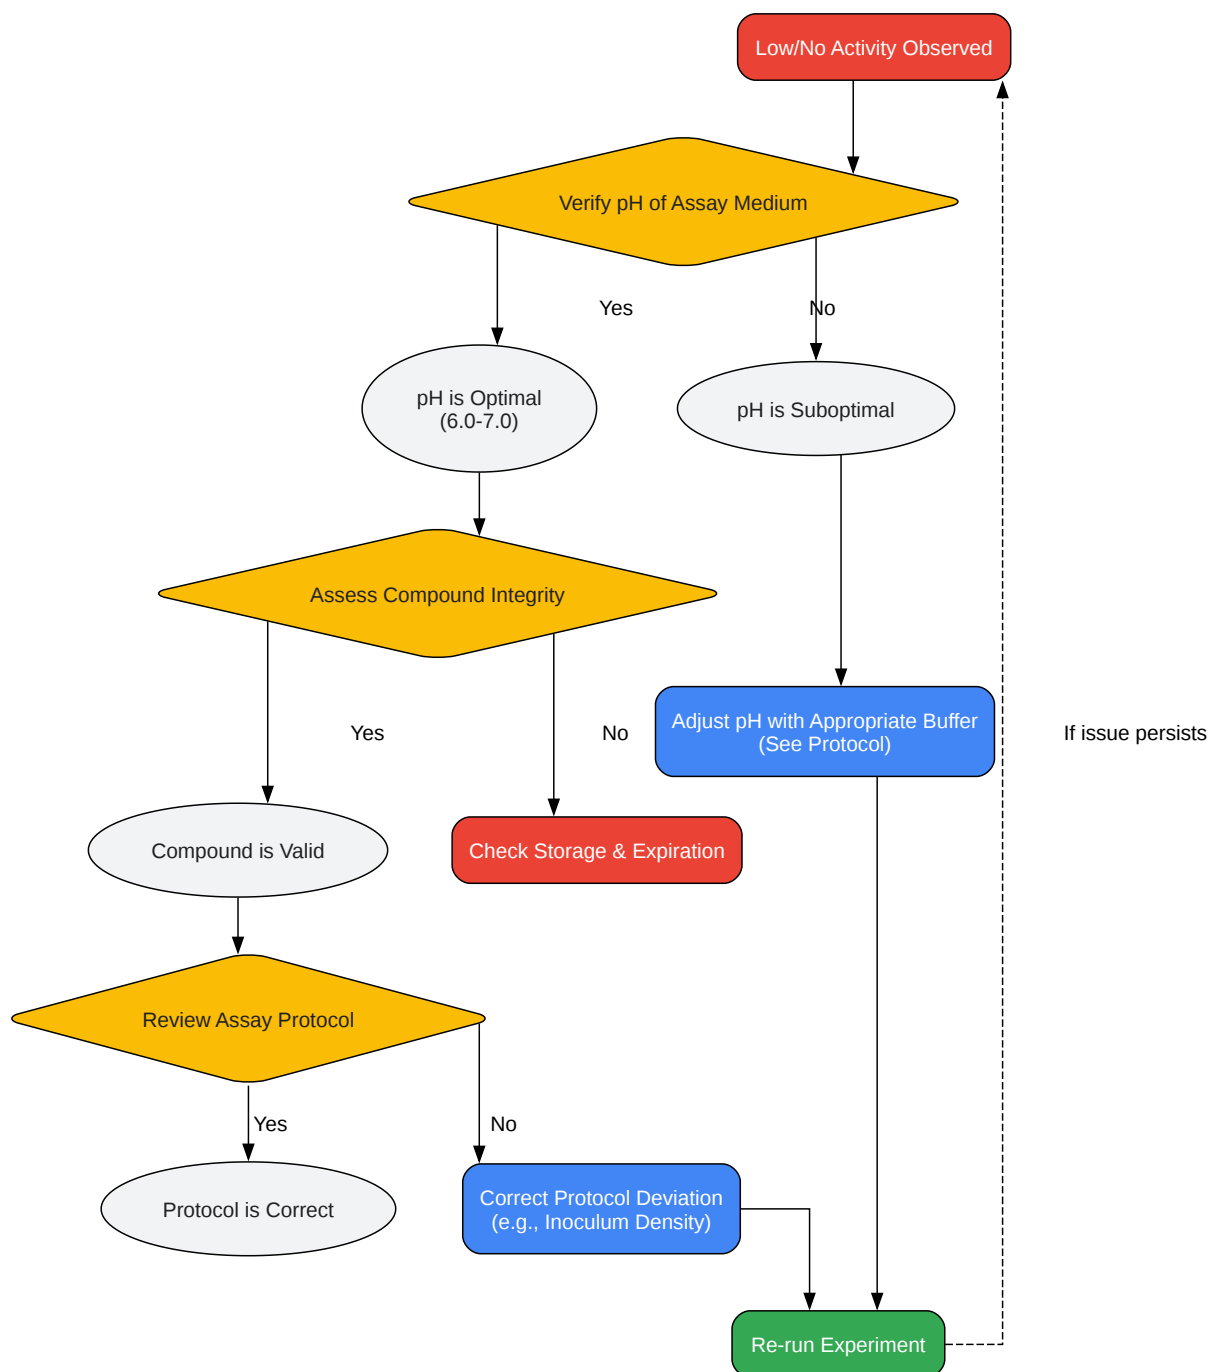 Low/No Activity Observed
Verify pH of Assay Medium
Yes
No
pH is Optimal
(6.0-7.0)
pH is Suboptimal
Assess Compound Integrity
Adjust pH with Appropriate Buffer
(See Protocol)
Yes
No
If issue persists
Compound is Valid
Check Storage & Expiration
Review Assay Protocol
Yes
No
Protocol is Correct
Correct Protocol Deviation
(e.g., Inoculum Density)
Re-run Experiment